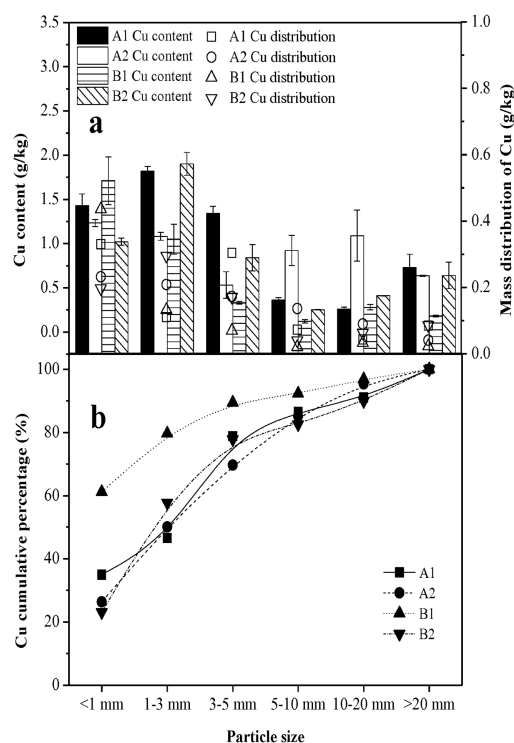 3.5
3.0
2.5
2.0
1.5
1.0
0.5
0.0
Cu content (g/kg)
A1 Cu content
A2 Cu content
B1 Cu content
B2 Cu content
A1 Cu distribution
A2 Cu distribution
B1 Cu distribution
B2 Cu distribution
a
1.0
0.8
0.6
0.4
0.2
0.0
Mass distribution of Cu (g/kg)
100
80
60
40
20
0
Cu cumulative percentage (%)
b
A1
A2
B1
B2
<1 mm 1-3 mm 3-5 mm 5-10 mm 10-20 mm >20 mm
Particle size